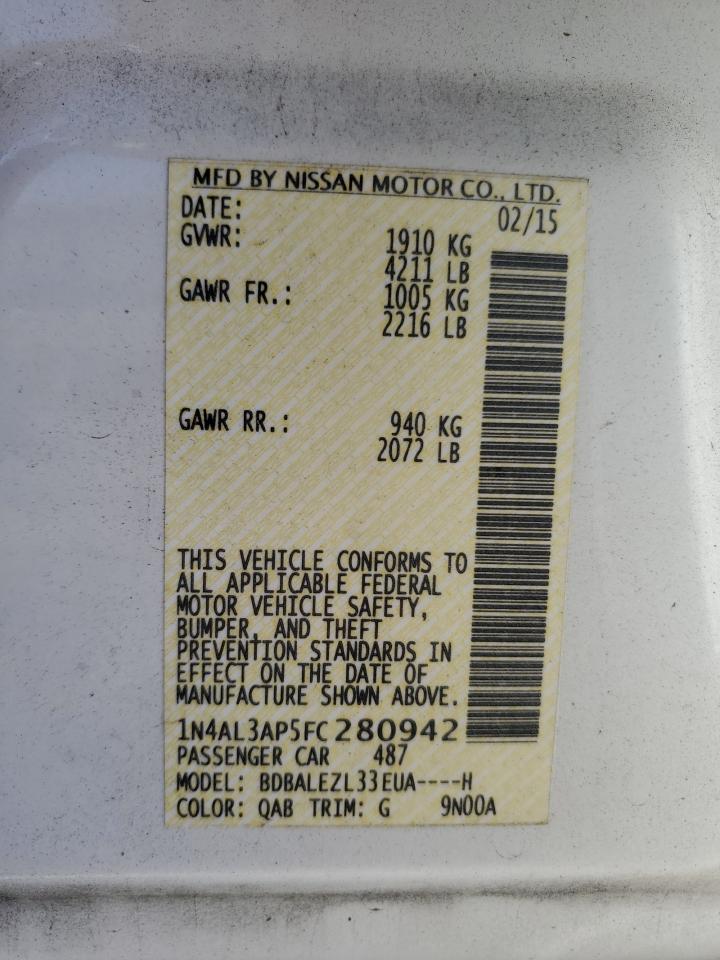 MFD BY NISSAN MOTOR CO., LTD.
DATE: 02/15
GVWR: 1910 KG
4211 LB
GAWR FR.: 1005 KG
2216 LB
GAWR RR.: 940 KG
2072 LB
THIS VEHICLE CONFORMS TO
ALL APPLICABLE FEDERAL
MOTOR VEHICLE SAFETY,
BUMPER, AND THEFT
PREVENTION STANDARDS IN
EFFECT ON THE DATE OF
MANUFACTURE SHOWN ABOVE.
1N4AL3AP5FC280942
PASSENGER CAR 487
MODEL: BDBALEZL33EUA----H
COLOR: QAB TRIM: G 9N00A